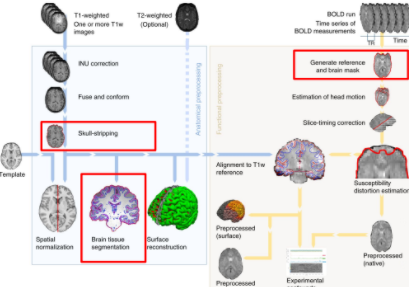 T1-weighted
One or more T1w
images
T2-weighted
(Optional)
INU correction
Fuse and conform
Skull-stripping
Anatomical preprocessing
Template
Spatial
normalization
Brain tissue
segmentation
Surface
reconstruction
BOLD run
Time series of
BOLD measurements
TR
Time
Functional preprocessing
Generate reference
and brain mask
Estimation of head motion
Slice-timing correction
Alignment to T1w
reference
Susceptibility
distortion estimation
Preprocessed
(surface)
Preprocessed
(native)
Preprocessed
Experimental